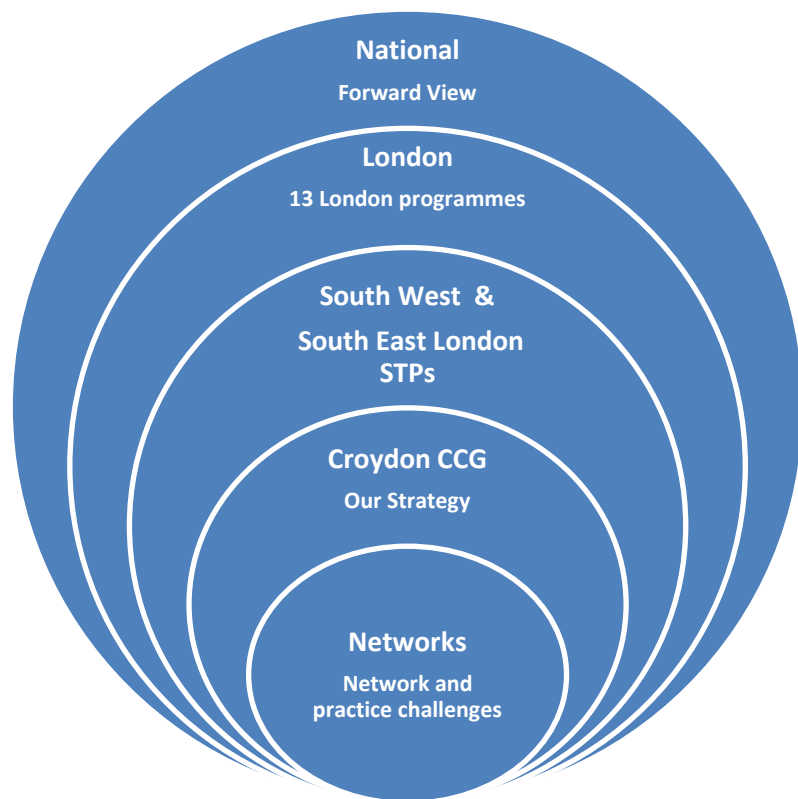 National
Forward View
London
13 London programmes
South West &
South East London
STPs
Croydon CCG
Our Strategy
Networks
Network and
practice challenges